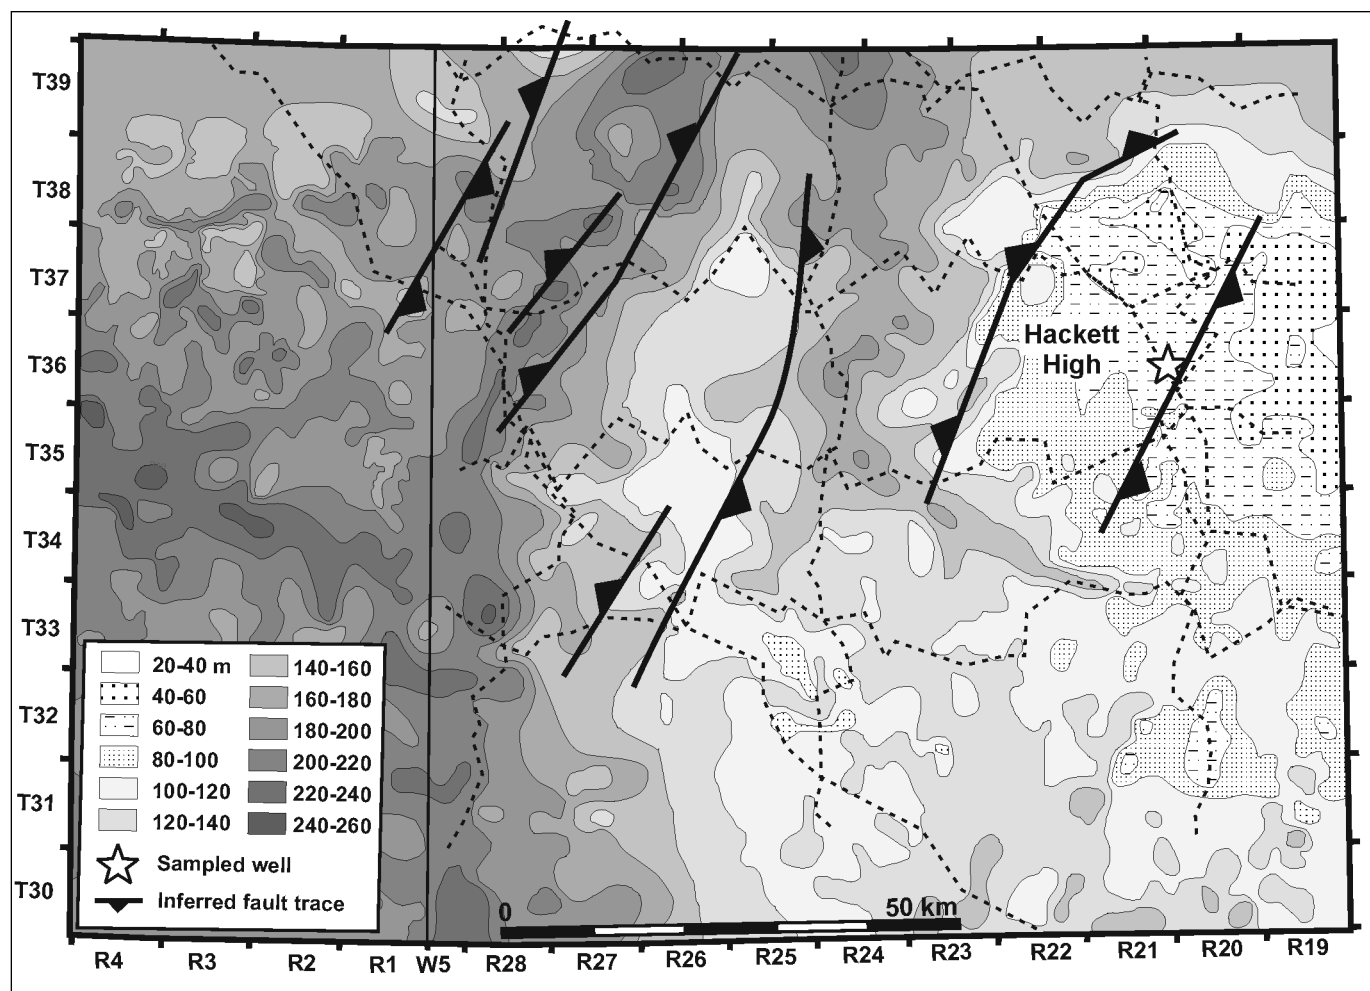 T39
T38
T37
T36
T35
T34
T33
T32
T31
T30
Hackett
High
20-40 m
40-60
60-80
80-100
100-120
120-140
140-160
160-180
180-200
200-220
220-240
240-260
Sampled well
Inferred fault trace
0 50 km
R4 R3 R2 R1 W5 R28 R27 R26 R25 R24 R23 R22 R21 R20 R19